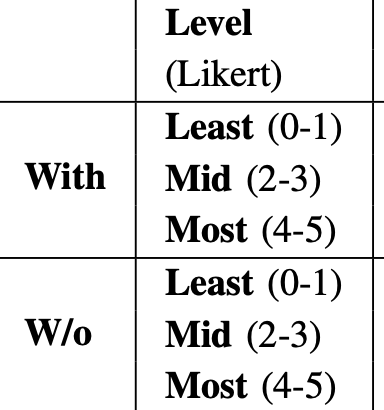 Level
(Likert)
Least (0-1)
With
Mid (2-3)
Most (4-5)
Least (0-1)
W/o
Mid (2-3)
Most (4-5)